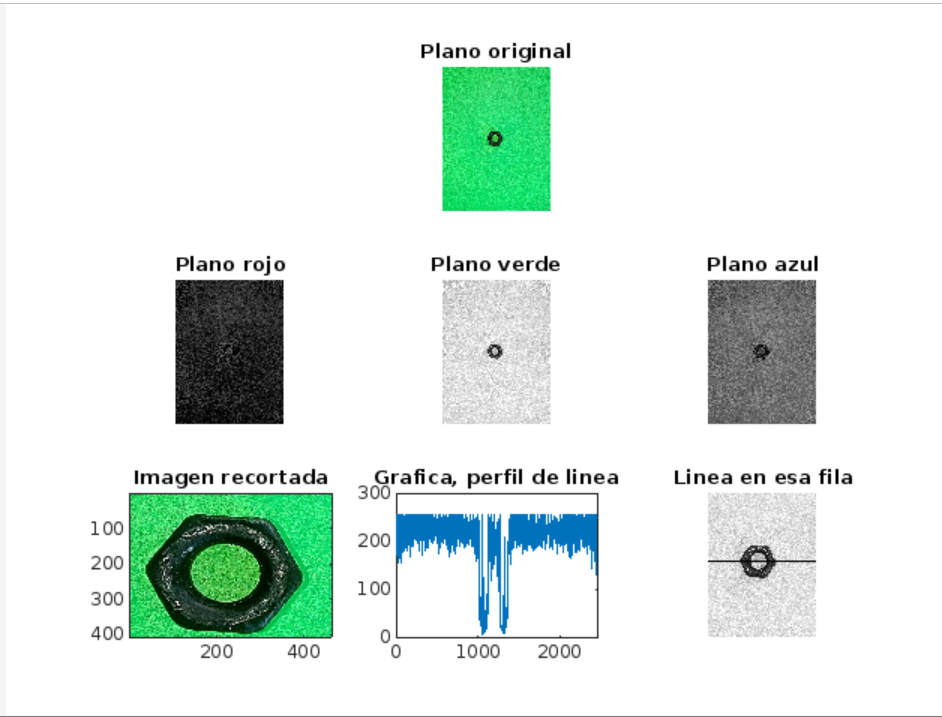 Plano original
Plano rojo
Plano verde
Plano azul
Imagen recortada
100
200
300
400
200
400
Grafica, perfil de linea
300
200
100
0
0
1000
2000
Linea en esa fila